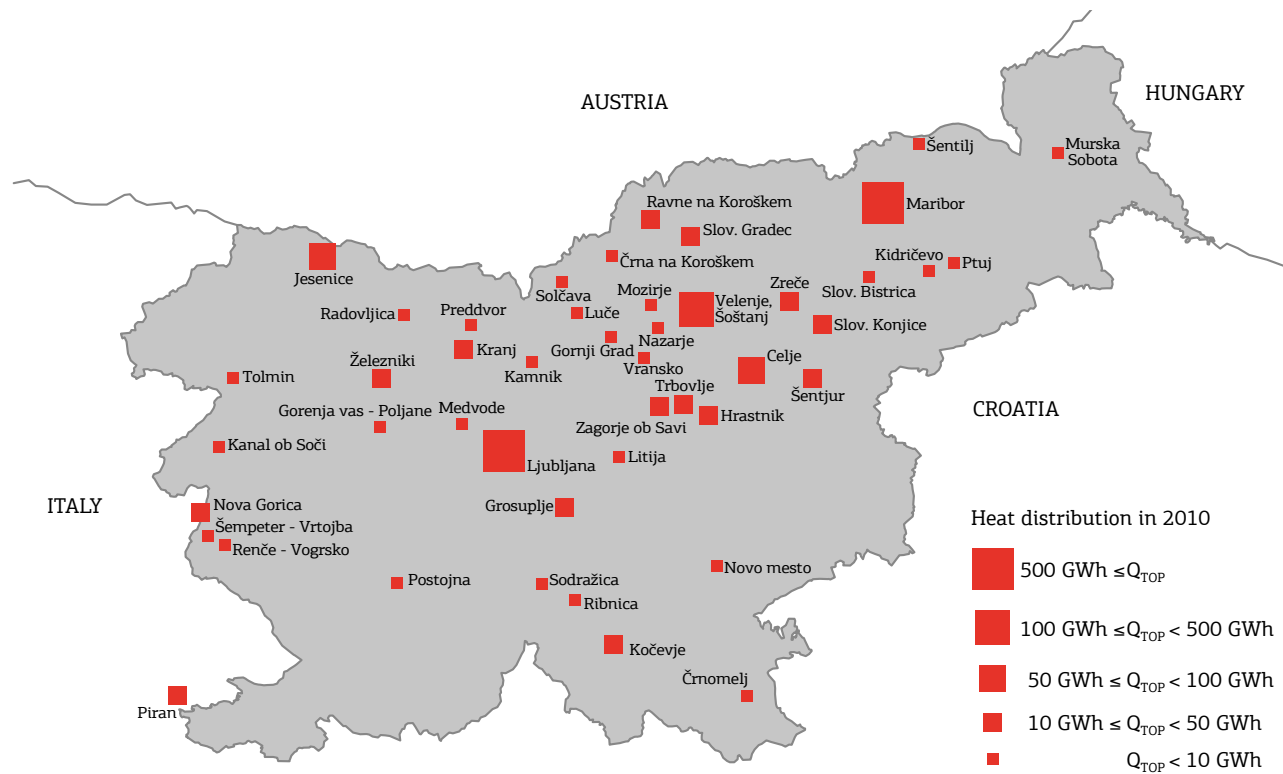 AUSTRIA
HUNGARY
Šentilj
Murska
Sobota
Ravne na Koroškem
Maribor
Slov. Gradec
Črna na Koroškem
Kidričevo
Ptuj
Jesenice
Solčava
Mozirje
Zreče
Slov. Bistrica
Velenje,
Šoštanj
Radovljica
Preddvor
Luče
Slov. Konjice
Nazarje
Kranj
Gornji Grad
Celje
Železniki
Kamnik
Vransko
Tolmin
Trbovlje
Šentjur
Gorenja vas - Poljane
Medvode
CROATIA
Zagorje ob Savi
Hrastnik
Kanal ob Soči
Ljubljana
Litija
ITALY
Nova Gorica
Grosuplje
Šempeter - Vrtojba
Renče - Vogrsko
Heat distribution in 2010
Novo mesto
500 GWh ≤QTOP
Postojna
Sodražica
Ribnica
100 GWh ≤QTOP < 500 GWh
Kočevje
Črnomelj
50 GWh ≤ QTOP < 100 GWh
Piran
10 GWh ≤ QTOP < 50 GWh
QTOP < 10 GWh